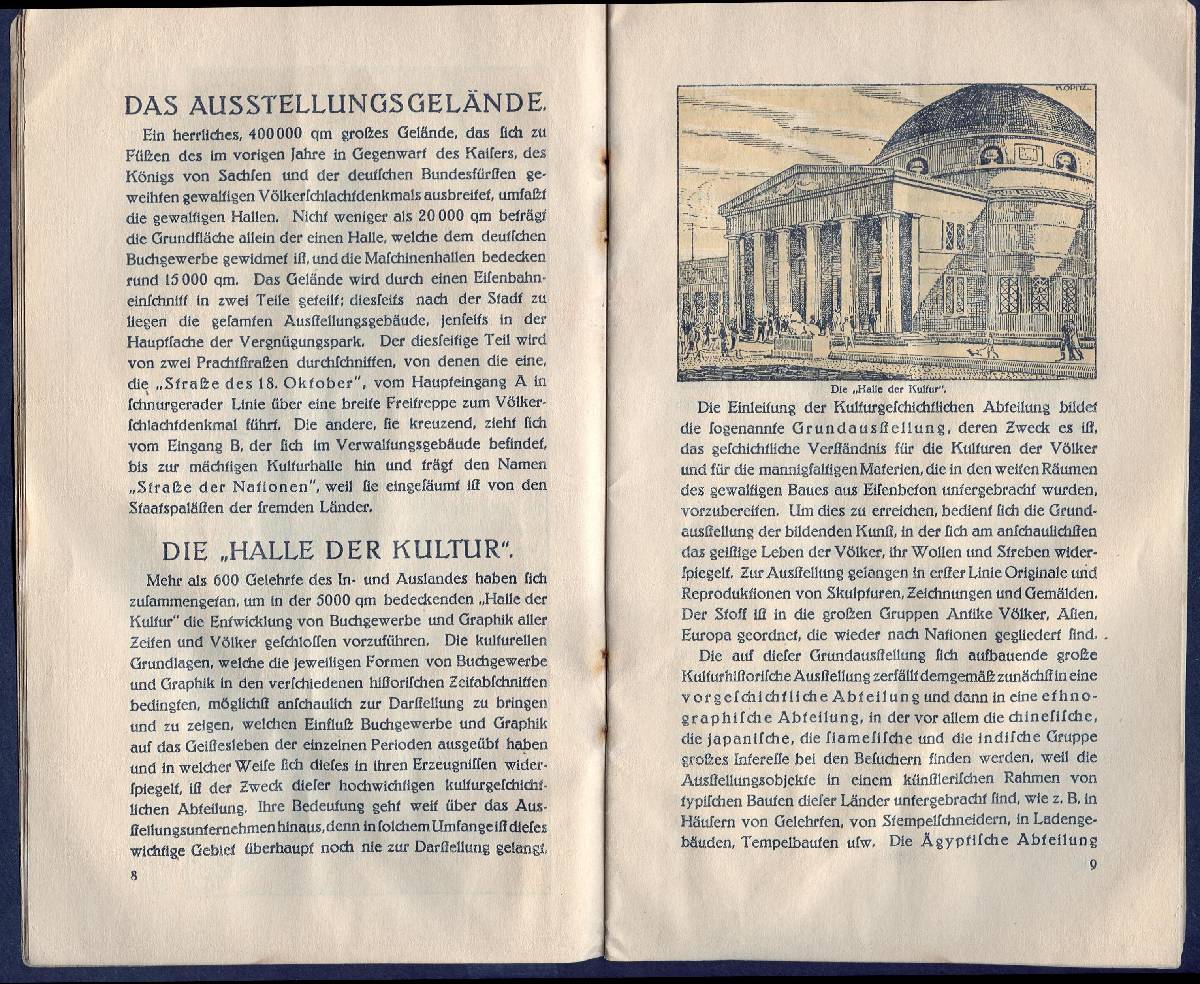 DAS AUSSTELLUNGSGELÄNDE.
Ein herrliches, 400000 qm großes Gelände, das ſich zu
Füßen des im vorigen Jahre in Gegenwart des Kaiſers, des
Königs von Sachſen und der deutſchen Bundesfürſten ge-
weihten gewaltigen Völkerſchlachtdenkmals ausbreitet, umfaßt
die gewaltigen Hallen. Nicht weniger als 20000 qm beträgt
die Grundfläche allein der einen Halle, welche dem deutſchen
Buchgewerbe gewidmet iſt, und die Maſchinenhallen bedecken
rund 15000 qm. Das Gelände wird durch einen Eiſenbahn-
einſchnitt in zwei Teile geteilt; diesſeits nach der Stadt zu
liegen die geſamten Ausſtellungsgebäude, jenſeits in der
Hauptſache der Vergnügungspark. Der diesſeitige Teil wird
von zwei Prachtſtraßen durchſchnitten, von denen die eine,
die „Straße des 18. Oktober“, vom Haupteingang A in
ſchnurgerader Linie über eine breite Freitreppe zum Völker-
ſchlachtdenkmal führt. Die andere, ſie kreuzend, zieht ſich
vom Eingang B, der ſich im Verwaltungsgebäude befindet,
bis zur mächtigen Kulturhalle hin und trägt den Namen
„Straße der Nationen“, weil ſie eingeſäumt iſt von den
Staatspaläſten der fremden Länder.
DIE „HALLE DER KULTUR“.
Mehr als 600 Gelehrte des In- und Auslandes haben ſich
zuſammengetan, um in der 5000 qm bedeckenden „Halle der
Kultur“ die Entwicklung von Buchgewerbe und Graphik aller
Zeiten und Völker geſchloſſen vorzuführen. Die kulturellen
Grundlagen, welche die jeweiligen Formen von Buchgewerbe
und Graphik in den verſchiedenen hiſtoriſchen Zeitabſchnitten
bedingten, möglichſt anſchaulich zur Darſtellung zu bringen
und zu zeigen, welchen Einfluß Buchgewerbe und Graphik
auf das Geiſtesleben der einzelnen Perioden ausgeübt haben
und in welcher Weiſe ſich dieſes in ihren Erzeugniſſen wider-
ſpiegelt, iſt der Zweck dieſer hochwichtigen kulturgeſchicht-
lichen Abteilung. Ihre Bedeutung geht weit über das Aus-
ſtellungsunternehmen hinaus, denn in ſolchem Umfange iſt dieſes
wichtige Gebiet überhaupt noch nie zur Darſtellung gelangt.
8
K·OPITZ
Die „Halle der Kultur“.
Die Einleitung der Kulturgeſchichtlichen Abteilung bildet
die ſogenannte Grundausſtellung, deren Zweck es iſt,
das geſchichtliche Verſtändnis für die Kulturen der Völker
und für die mannigfaltigen Materien, die in den weiten Räumen
des gewaltigen Baues aus Eiſenbeton untergebracht wurden,
vorzubereiten. Um dies zu erreichen, bedient ſich die Grund-
ausſtellung der bildenden Kunſt, in der ſich am anſchaulichſten
das geiſtige Leben der Völker, ihr Wollen und Streben wider-
ſpiegelt. Zur Ausſtellung gelangen in erſter Linie Originale und
Reproduktionen von Skulpturen, Zeichnungen und Gemälden.
Der Stoff iſt in die großen Gruppen Antike Völker, Aſien,
Europa geordnet, die wieder nach Nationen gegliedert ſind.
Die auf dieſer Grundausſtellung ſich aufbauende große
Kulturhiſtoriſche Ausſtellung zerfällt demgemäß zunächſt in eine
vorgeſchichtliche Abteilung und dann in eine ethno-
graphiſche Abteilung, in der vor allem die chineſiſche,
die japaniſche, die ſiameſiſche und die indiſche Gruppe
großes Intereſſe bei den Beſuchern finden werden, weil die
Ausſtellungsobjekte in einem künſtleriſchen Rahmen von
typiſchen Bauten dieſer Länder untergebracht ſind, wie z. B. in
Häuſern von Gelehrten, von Stempelſchneidern, in Ladenge-
bäuden, Tempelbauten uſw. Die Ägyptiſche Abteilung
9